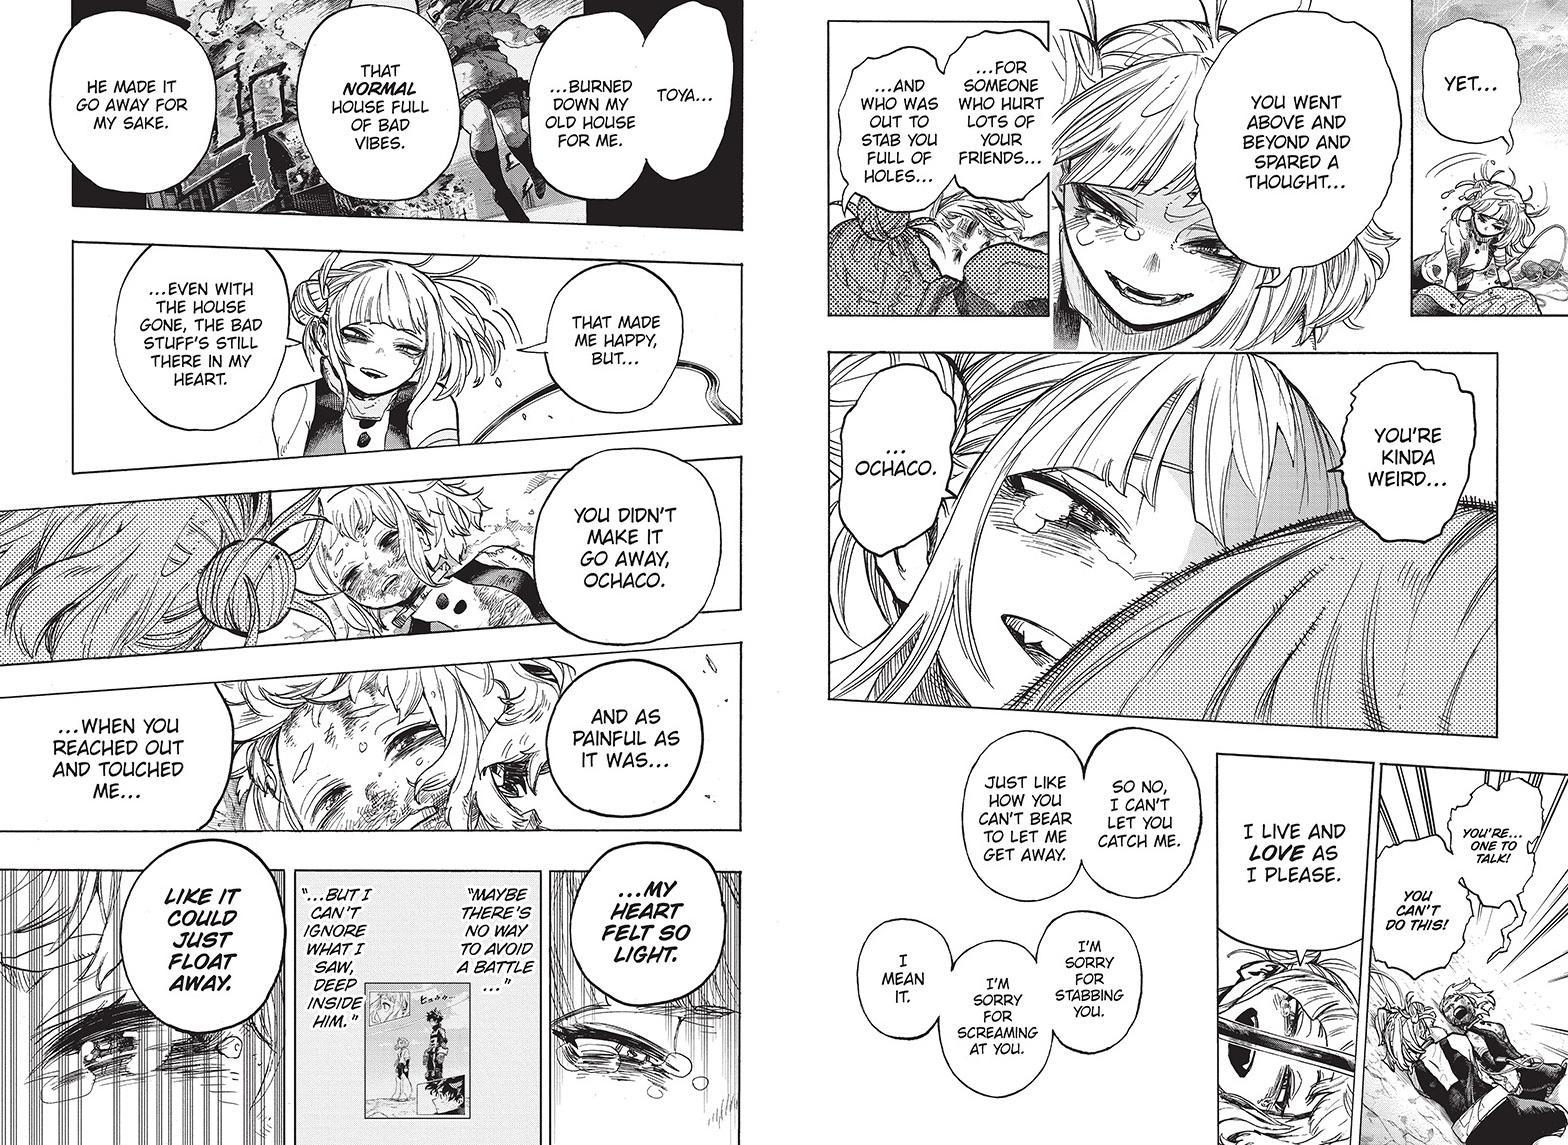 YET...
YOU WENT
ABOVE AND
BEYOND AND
SPARED A
THOUGHT...
...FOR
SOMEONE
WHO HURT
LOTS OF
YOUR
FRIENDS...
...AND
WHO WAS
OUT TO
STAB YOU
FULL OF
HOLES...
YOU'RE
KINDA
WEIRD...
...
OCHACO.
YOU'RE...
ONE TO
TALK!
YOU
CAN'T
DO THIS!
I LIVE AND
LOVE AS
I PLEASE.
SO NO,
I CAN'T
LET YOU
CATCH ME.
JUST LIKE
HOW YOU
CAN'T BEAR
TO LET ME
GET AWAY.
I'M
SORRY
FOR
STABBING
YOU.
I'M
SORRY
FOR
SCREAMING
AT YOU.
I
MEAN
IT.
TOYA...
...BURNED
DOWN MY
OLD HOUSE
FOR ME.
THAT
NORMAL
HOUSE FULL
OF BAD
VIBES.
HE MADE IT
GO AWAY FOR
MY SAKE.
THAT MADE
ME HAPPY,
BUT...
...EVEN WITH
THE HOUSE
GONE, THE BAD
STUFF'S STILL
THERE IN MY
HEART.
YOU DIDN'T
MAKE IT
GO AWAY,
OCHACO.
AND AS
PAINFUL AS
IT WAS...
...WHEN YOU
REACHED OUT
AND TOUCHED
ME...
...MY
HEART
FELT SO
LIGHT.
"MAYBE
THERE'S
NO WAY
TO AVOID
A BATTLE
..."
"...BUT I
CAN'T
IGNORE
WHAT I
SAW,
DEEP
INSIDE
HIM."
LIKE IT
COULD
JUST
FLOAT
AWAY.